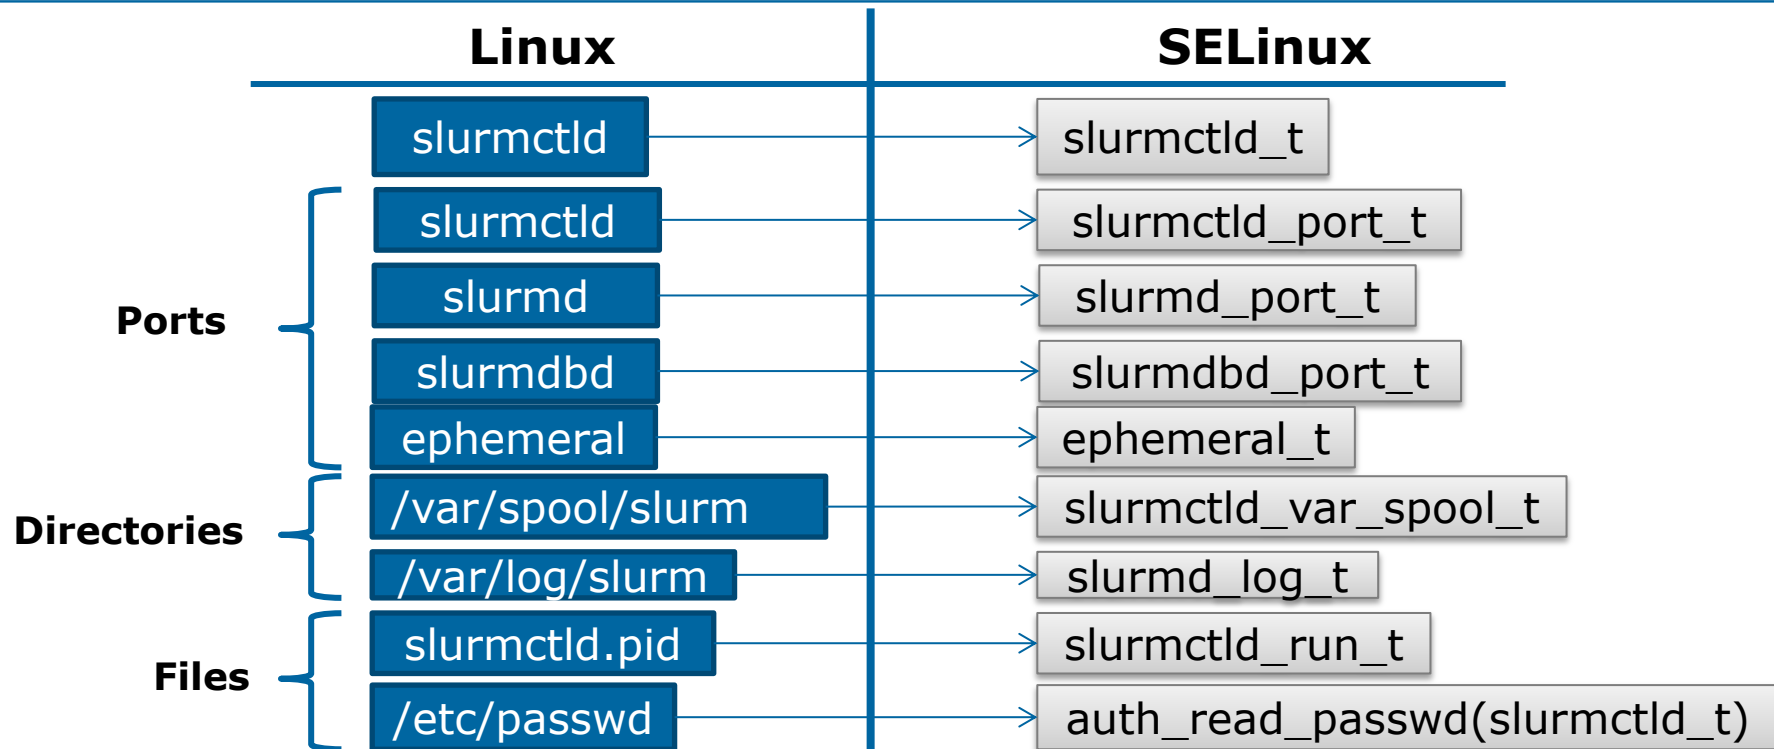 Linux SELinux
slurmctld slurmctld_t
slurmctld slurmctld_port_t
slurmd slurmd_port_t
Ports
slurmdbd slurmdbd_port_t
ephemeral ephemeral_t
/var/spool/slurm slurmctld_var_spool_t
Directories
/var/log/slurm slurmd_log_t
slurmctld.pid slurmctld_run_t
Files
/etc/passwd auth_read_passwd(slurmctld_t)